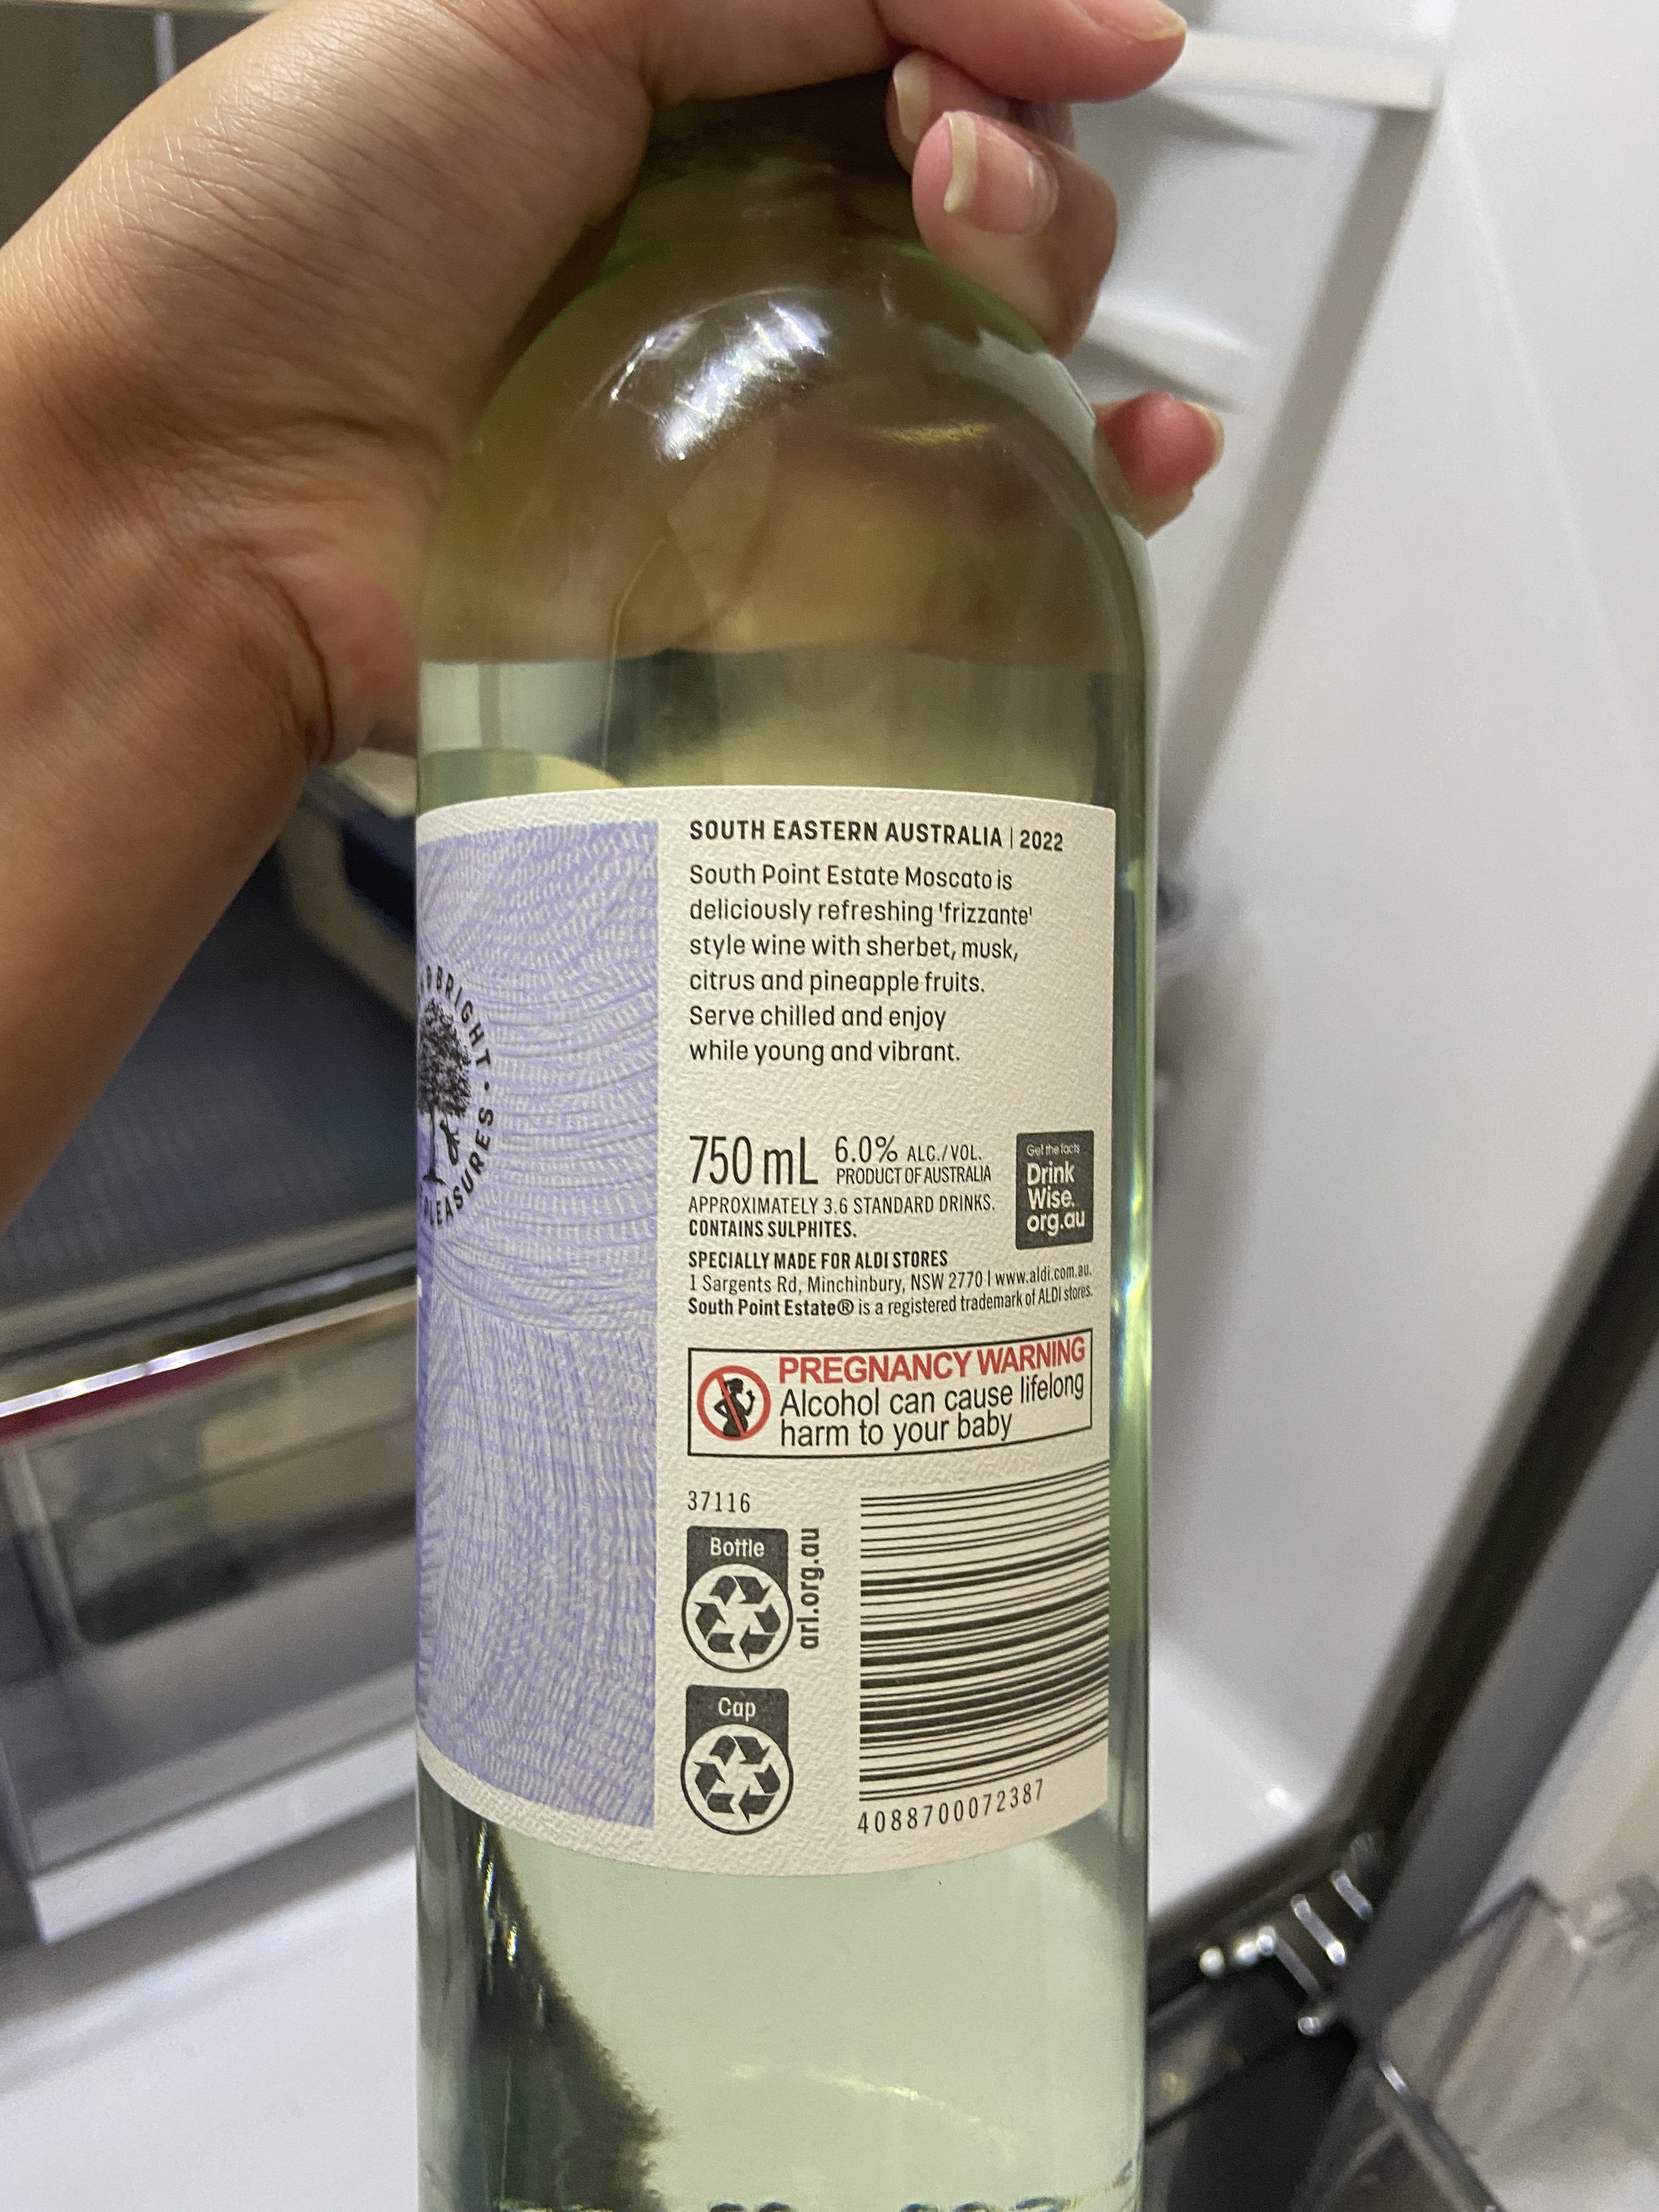 SOUTH EASTERN AUSTRALIA | 2022
South Point Estate Moscato is
deliciously refreshing 'frizzante'
style wine with sherbet, musk,
citrus and pineapple fruits.
Serve chilled and enjoy
while young and vibrant.
BRIGHT • PLEASURES
750 mL 6.0% ALC./VOL.
PRODUCT OF AUSTRALIA
APPROXIMATELY 3.6 STANDARD DRINKS.
CONTAINS SULPHITES.
Get the facts
Drink
Wise.
org.au
SPECIALLY MADE FOR ALDI STORES
1 Sargents Rd, Minchinbury, NSW 2770 | www.aldi.com.au.
South Point Estate® is a registered trademark of ALDI stores.
PREGNANCY WARNING
Alcohol can cause lifelong
harm to your baby
37116
Bottle
arl.org.au
Cap
4088700072387